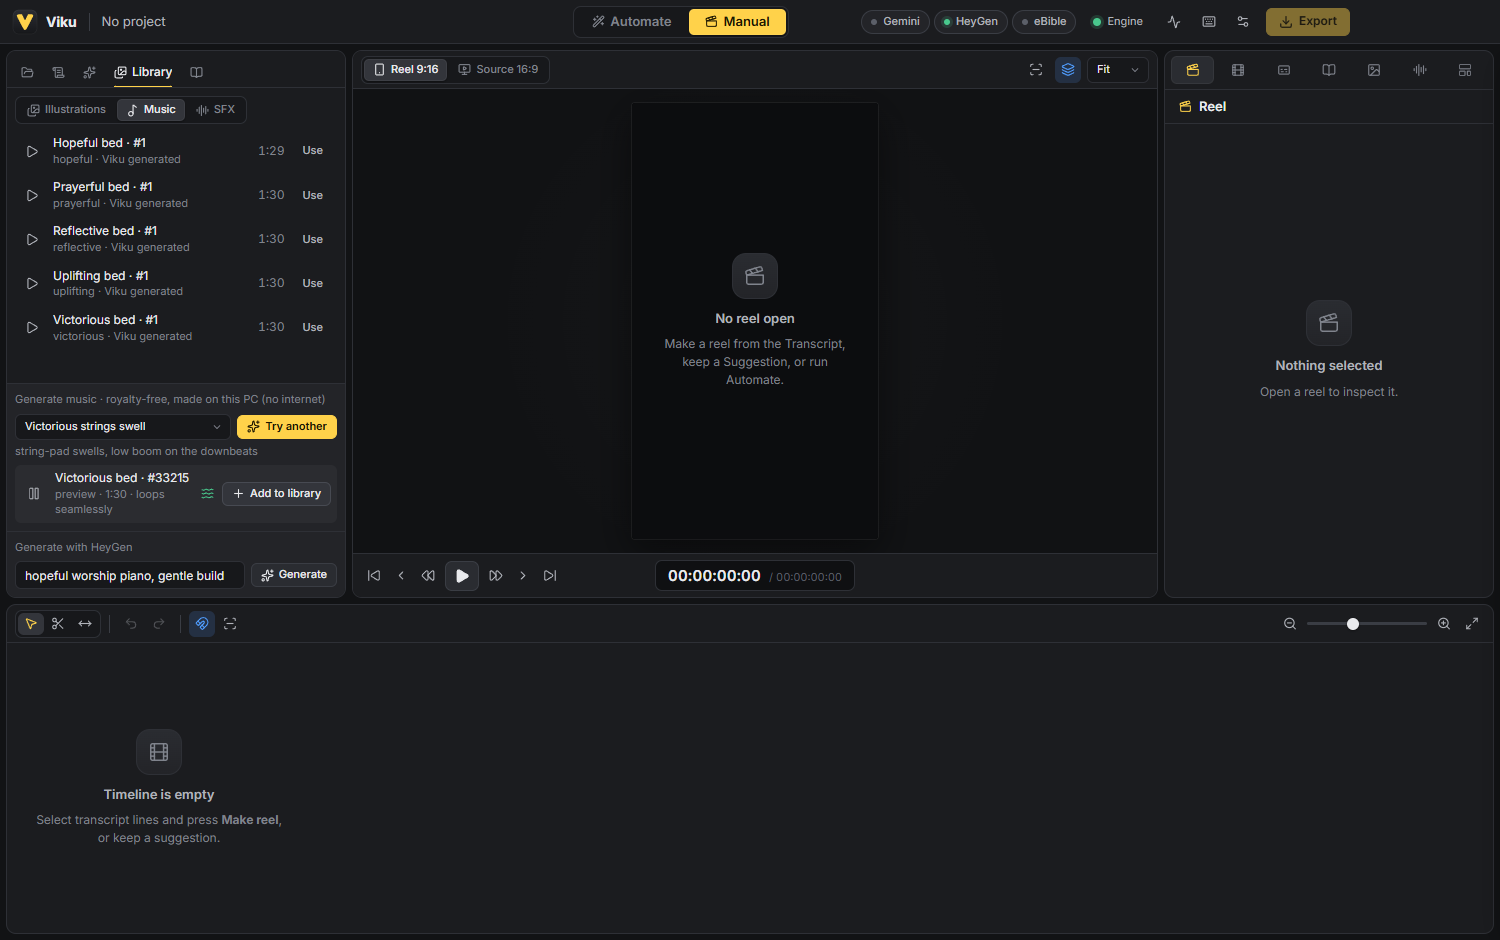 Viku
No project
Automate
Manual
Gemini
HeyGen
eBible
Engine
Export
Library
Illustrations
Music
SFX
Hopeful bed · #1
hopeful · Viku generated
1:29
Use
Prayerful bed · #1
prayerful · Viku generated
1:30
Use
Reflective bed · #1
reflective · Viku generated
1:30
Use
Uplifting bed · #1
uplifting · Viku generated
1:30
Use
Victorious bed · #1
victorious · Viku generated
1:30
Use
Generate music · royalty-free, made on this PC (no internet)
Victorious strings swell
Try another
string-pad swells, low boom on the downbeats
Victorious bed · #33215
preview · 1:30 · loops
seamlessly
Add to library
Generate with HeyGen
hopeful worship piano, gentle build
Generate
Reel 9:16
Source 16:9
Fit
No reel open
Make a reel from the Transcript,
keep a Suggestion, or run
Automate.
00:00:00:00 / 00:00:00:00
Reel
Nothing selected
Open a reel to inspect it.
Timeline is empty
Select transcript lines and press Make reel,
or keep a suggestion.